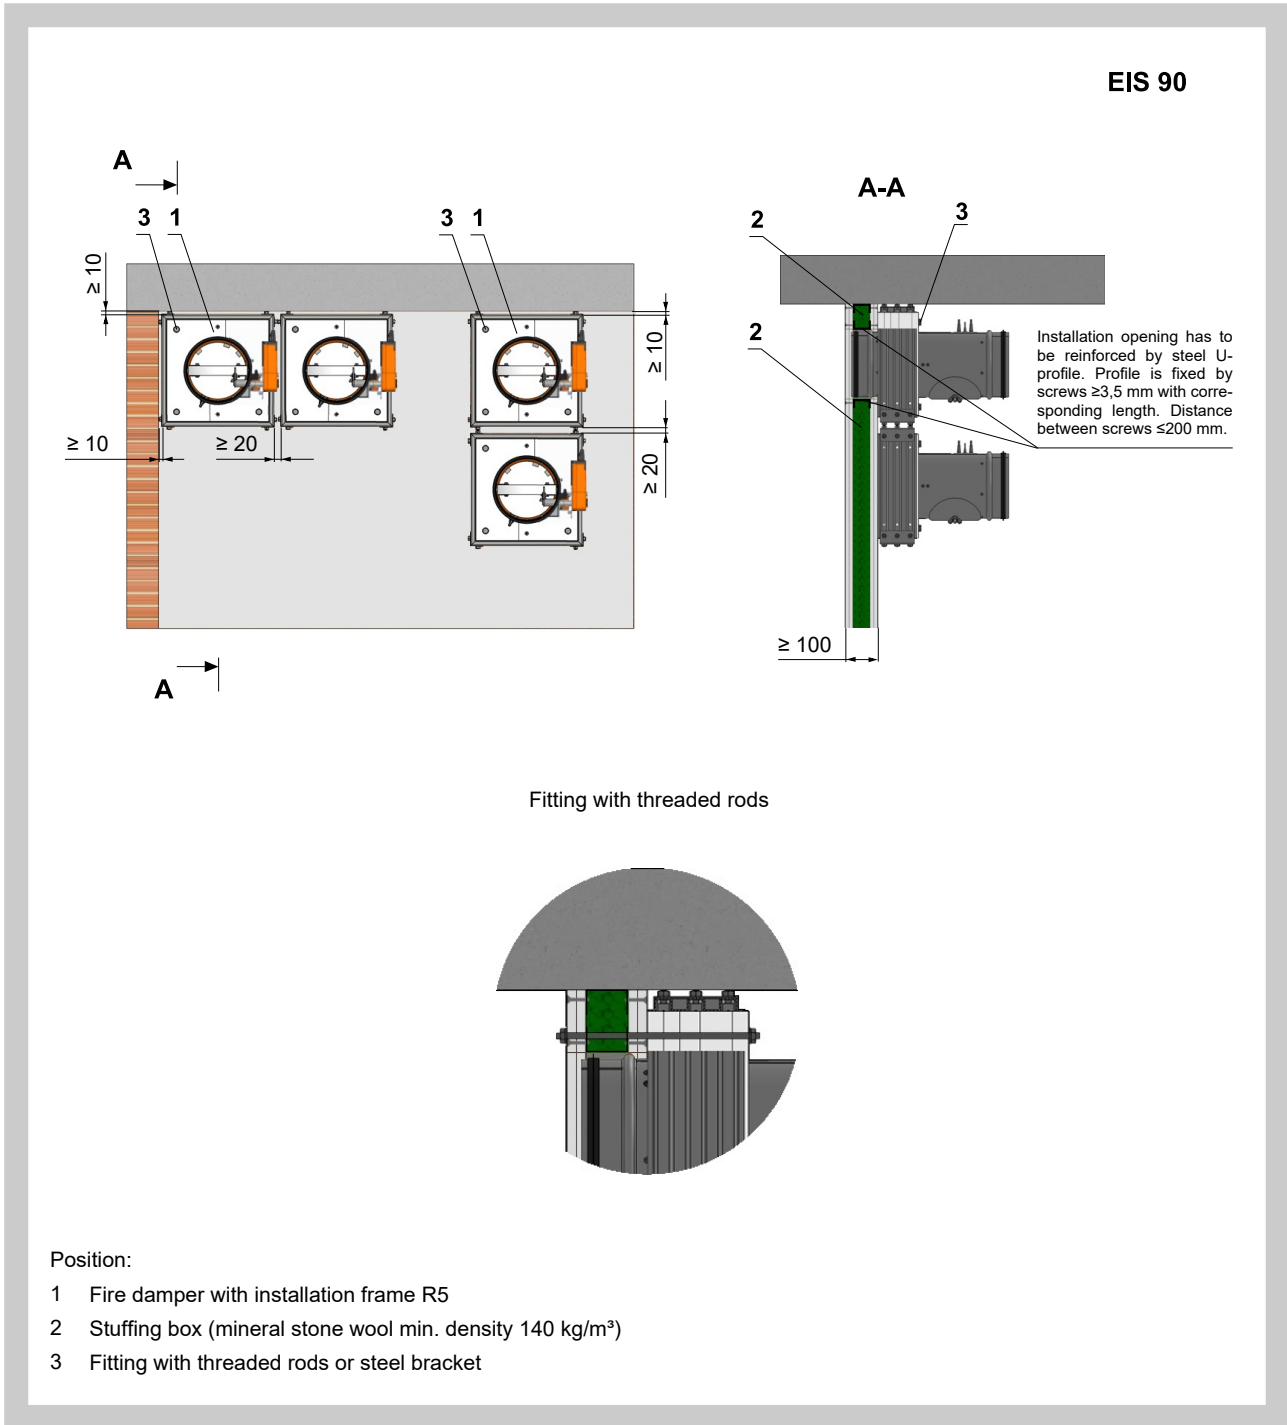 EIS 90
A
A-A
3 1
3 1
2
3
≥ 10
2
≥ 10
Installation opening has to
be reinforced by steel U-
profile. Profile is fixed by
screws ≥3,5 mm with corre-
sponding length. Distance
between screws ≤200 mm.
≥ 10
≥ 20
≥ 20
≥ 100
A
Fitting with threaded rods
Position:
1 Fire damper with installation frame R5
2 Stuffing box (mineral stone wool min. density 140 kg/m³)
3 Fitting with threaded rods or steel bracket